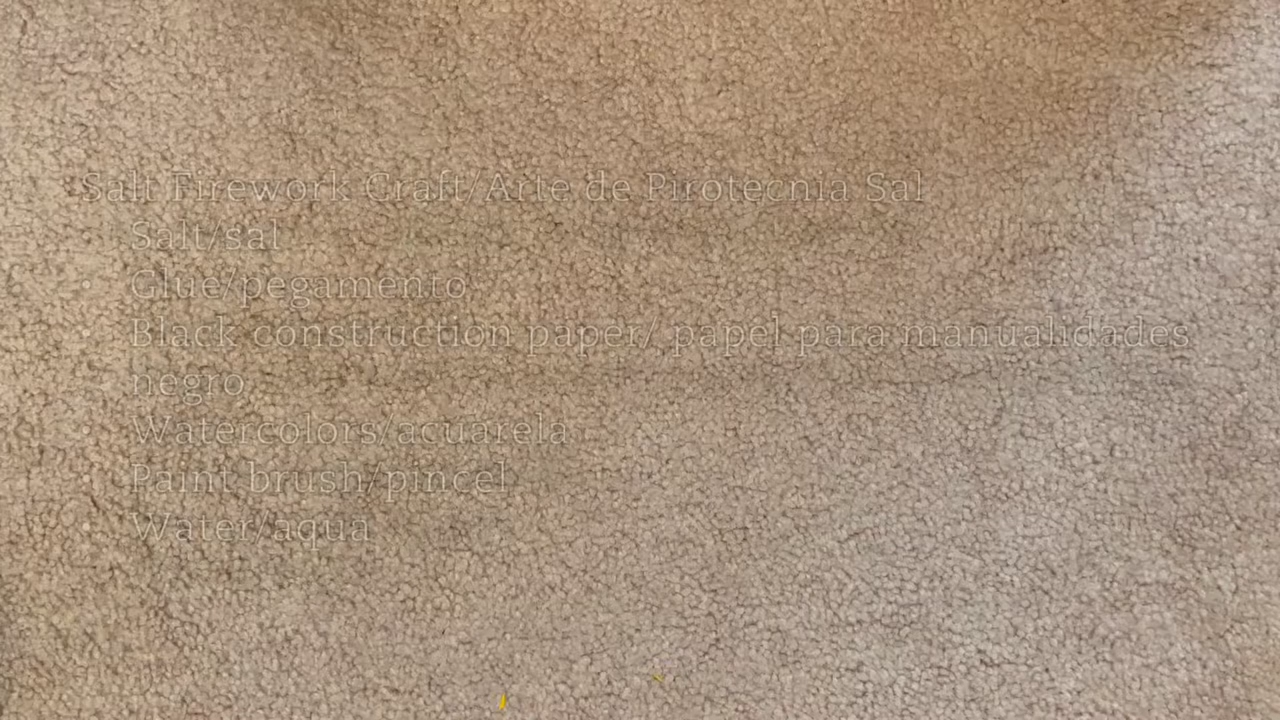 Salt Firework Craft/Arte de Pirotecnia Sal
Salt/sal
Glue/pegamento
Black construction paper/ papel para manualidades
negro
Watercolors/acuarela
Paint brush/pincel
Water/aqua